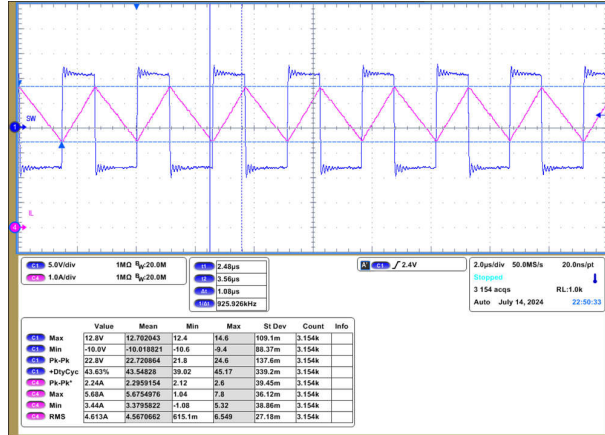 SW
1
IL
4
C1 5.0V/div 1MΩ BW:20.0M
C4 1.0A/div 1MΩ BW:20.0M
t1 2.48µs
t2 3.56µs
Δt 1.08µs
1/Δt 925.926kHz
A' C1 2.4V
2.0µs/div 50.0MS/s 20.0ns/pt
Stopped
3 154 acqs RL:1.0k
Auto July 14, 2024 22:50:33
Value Mean Min Max St Dev Count Info
C1 Max 12.8V 12.702043 12.4 14.6 109.1m 3.154k
C1 Min -10.0V -10.018821 -10.6 -9.4 88.37m 3.154k
C1 Pk-Pk 22.8V 22.720864 21.8 24.6 137.6m 3.154k
C1 +DtyCyc 43.63% 43.54828 39.02 45.17 339.2m 3.154k
C4 Pk-Pk* 2.24A 2.2959154 2.12 2.6 39.45m 3.154k
C4 Max 5.68A 5.6754976 1.04 7.8 36.12m 3.154k
C4 Min 3.44A 3.3795822 -1.08 5.32 38.86m 3.154k
C4 RMS 4.613A 4.5670662 615.1m 6.549 27.18m 3.154k